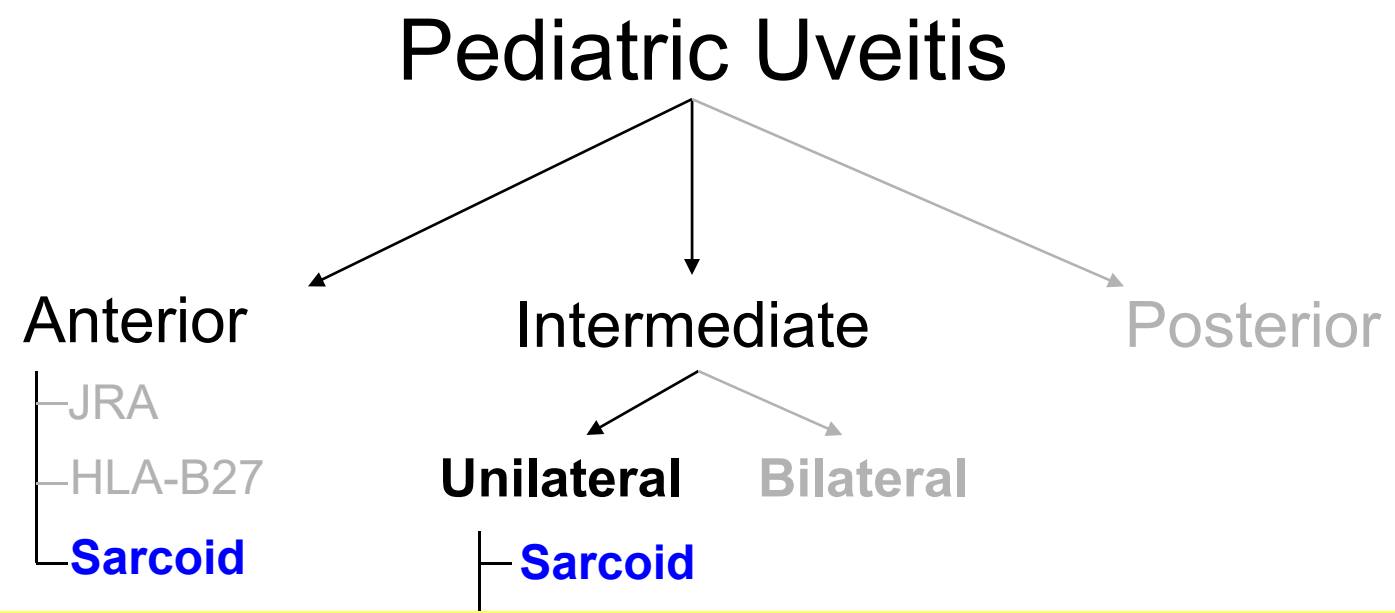 Pediatric Uveitis
Anterior
Intermediate
Posterior
JRA
HLA-B27
Sarcoid
Unilateral
Bilateral
Sarcoid